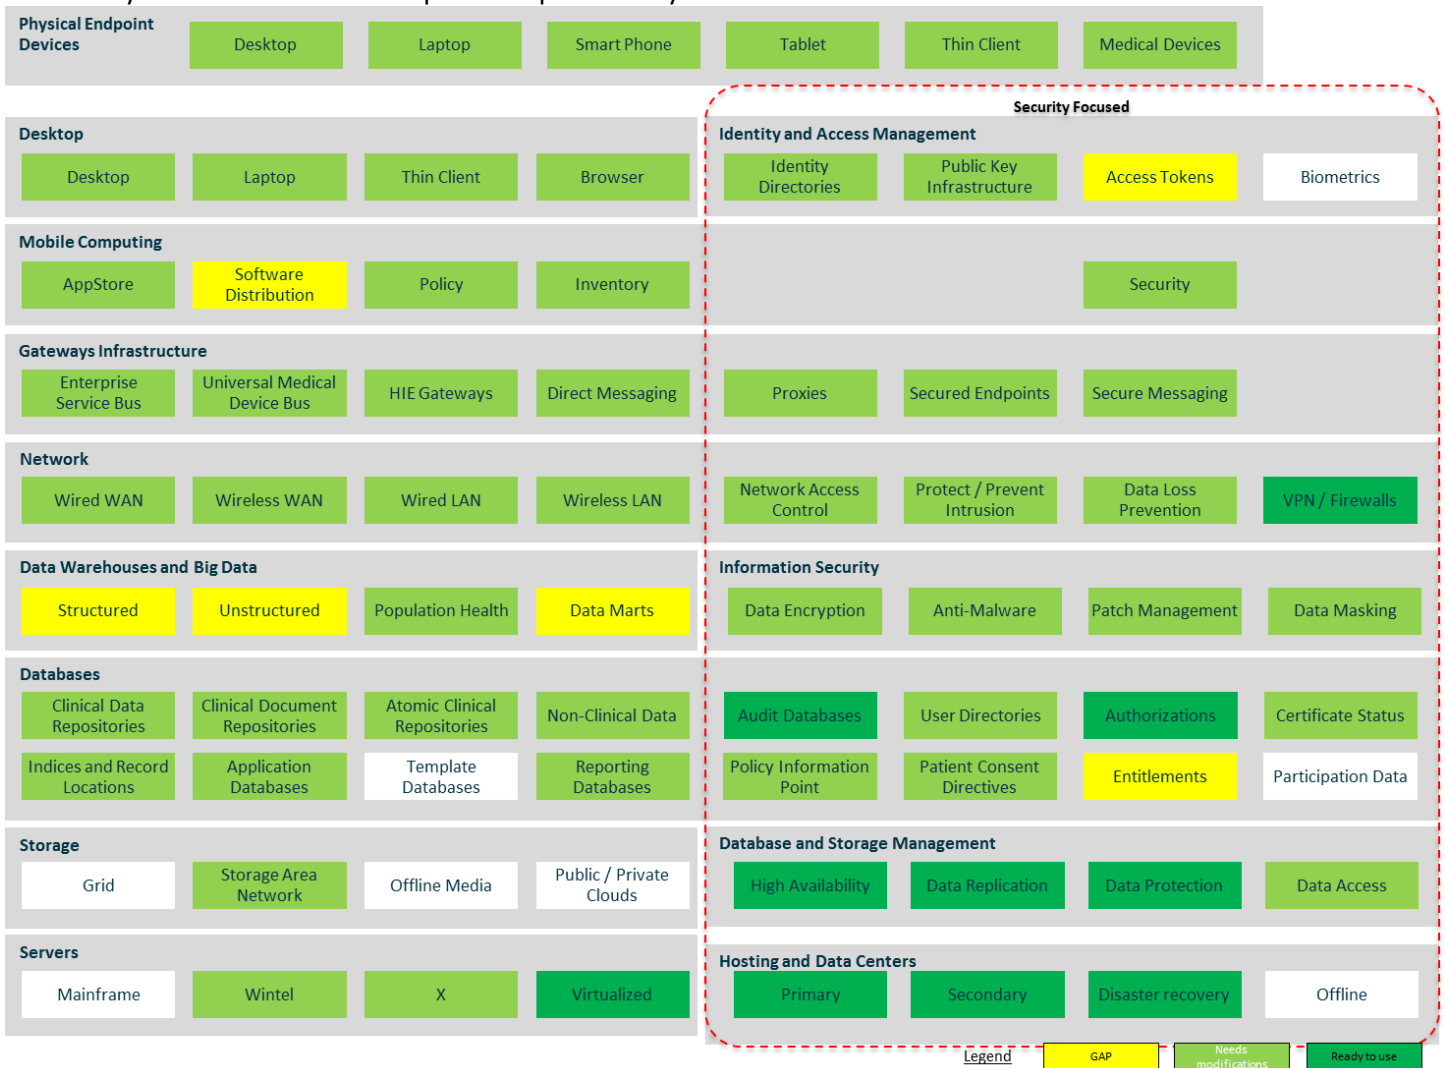 Physical Endpoint
Devices
Desktop
Laptop
Smart Phone
Tablet
Thin Client
Medical Devices
Security Focused
Desktop
Desktop
Laptop
Thin Client
Browser
Identity and Access Management
Identity
Directories
Public Key
Infrastructure
Access Tokens
Biometrics
Mobile Computing
AppStore
Software
Distribution
Policy
Inventory
Security
Gateways Infrastructure
Enterprise
Service Bus
Universal Medical
Device Bus
HIE Gateways
Direct Messaging
Proxies
Secured Endpoints
Secure Messaging
Network
Wired WAN
Wireless WAN
Wired LAN
Wireless LAN
Network Access
Control
Protect / Prevent
Intrusion
Data Loss
Prevention
VPN / Firewalls
Data Warehouses and Big Data
Structured
Unstructured
Population Health
Data Marts
Information Security
Data Encryption
Anti-Malware
Patch Management
Data Masking
Databases
Clinical Data
Repositories
Clinical Document
Repositories
Atomic Clinical
Repositories
Non-Clinical Data
Audit Databases
User Directories
Authorizations
Certificate Status
Indices and Record
Locations
Application
Databases
Template
Databases
Reporting
Databases
Policy Information
Point
Patient Consent
Directives
Entitlements
Participation Data
Storage
Grid
Storage Area
Network
Offline Media
Public / Private
Clouds
Database and Storage Management
High Availability
Data Replication
Data Protection
Data Access
Servers
Mainframe
Wintel
X
Virtualized
Hosting and Data Centers
Primary
Secondary
Disaster recovery
Offline
Legend
GAP
Needs
modifications
Ready to use